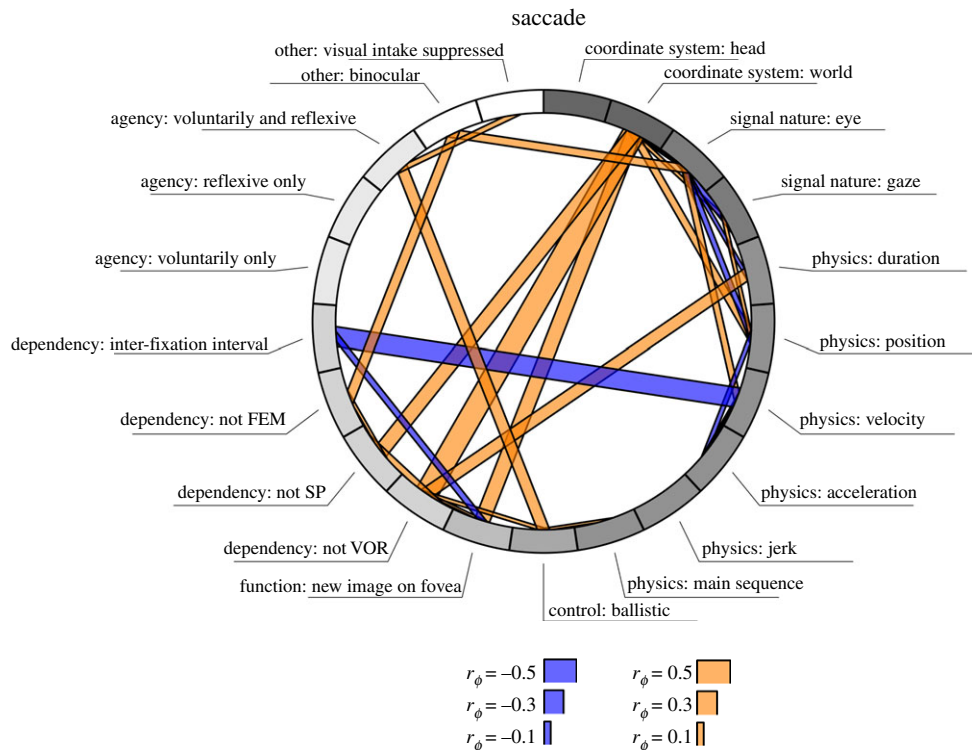 saccade
other: visual intake suppressed
coordinate system: head
other: binocular
coordinate system: world
agency: voluntarily and reflexive
signal nature: eye
agency: reflexive only
signal nature: gaze
agency: voluntarily only
physics: duration
dependency: inter-fixation interval
physics: position
dependency: not FEM
physics: velocity
dependency: not SP
physics: acceleration
dependency: not VOR
physics: jerk
function: new image on fovea
physics: main sequence
control: ballistic
rϕ = –0.5
rϕ = 0.5
rϕ = –0.3
rϕ = 0.3
rϕ = –0.1
rϕ = 0.1